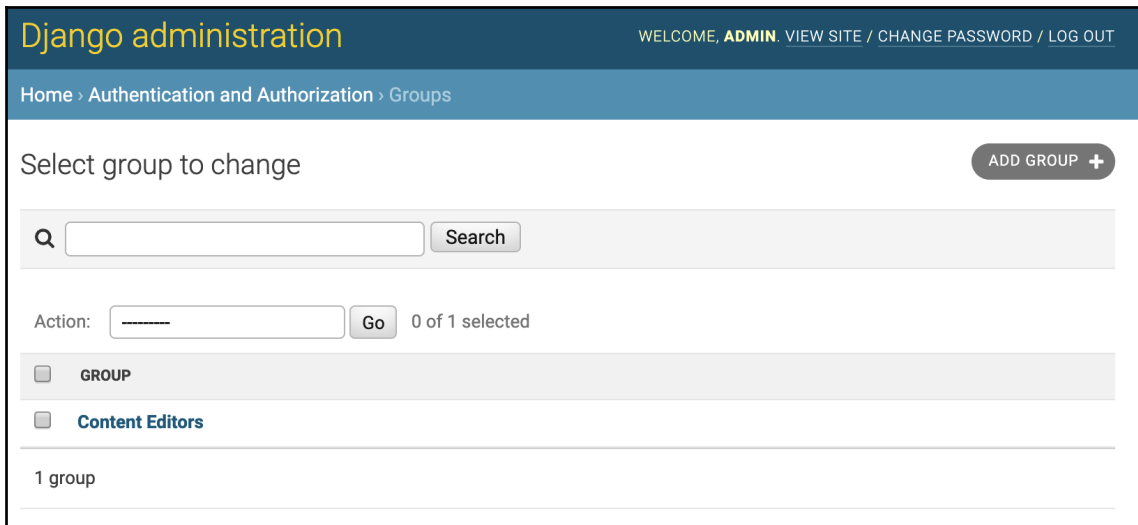 Django administration
WELCOME, ADMIN. VIEW SITE / CHANGE PASSWORD / LOG OUT
Home › Authentication and Authorization › Groups
Select group to change
ADD GROUP +
Search
Action: --------- Go 0 of 1 selected
GROUP
Content Editors
1 group